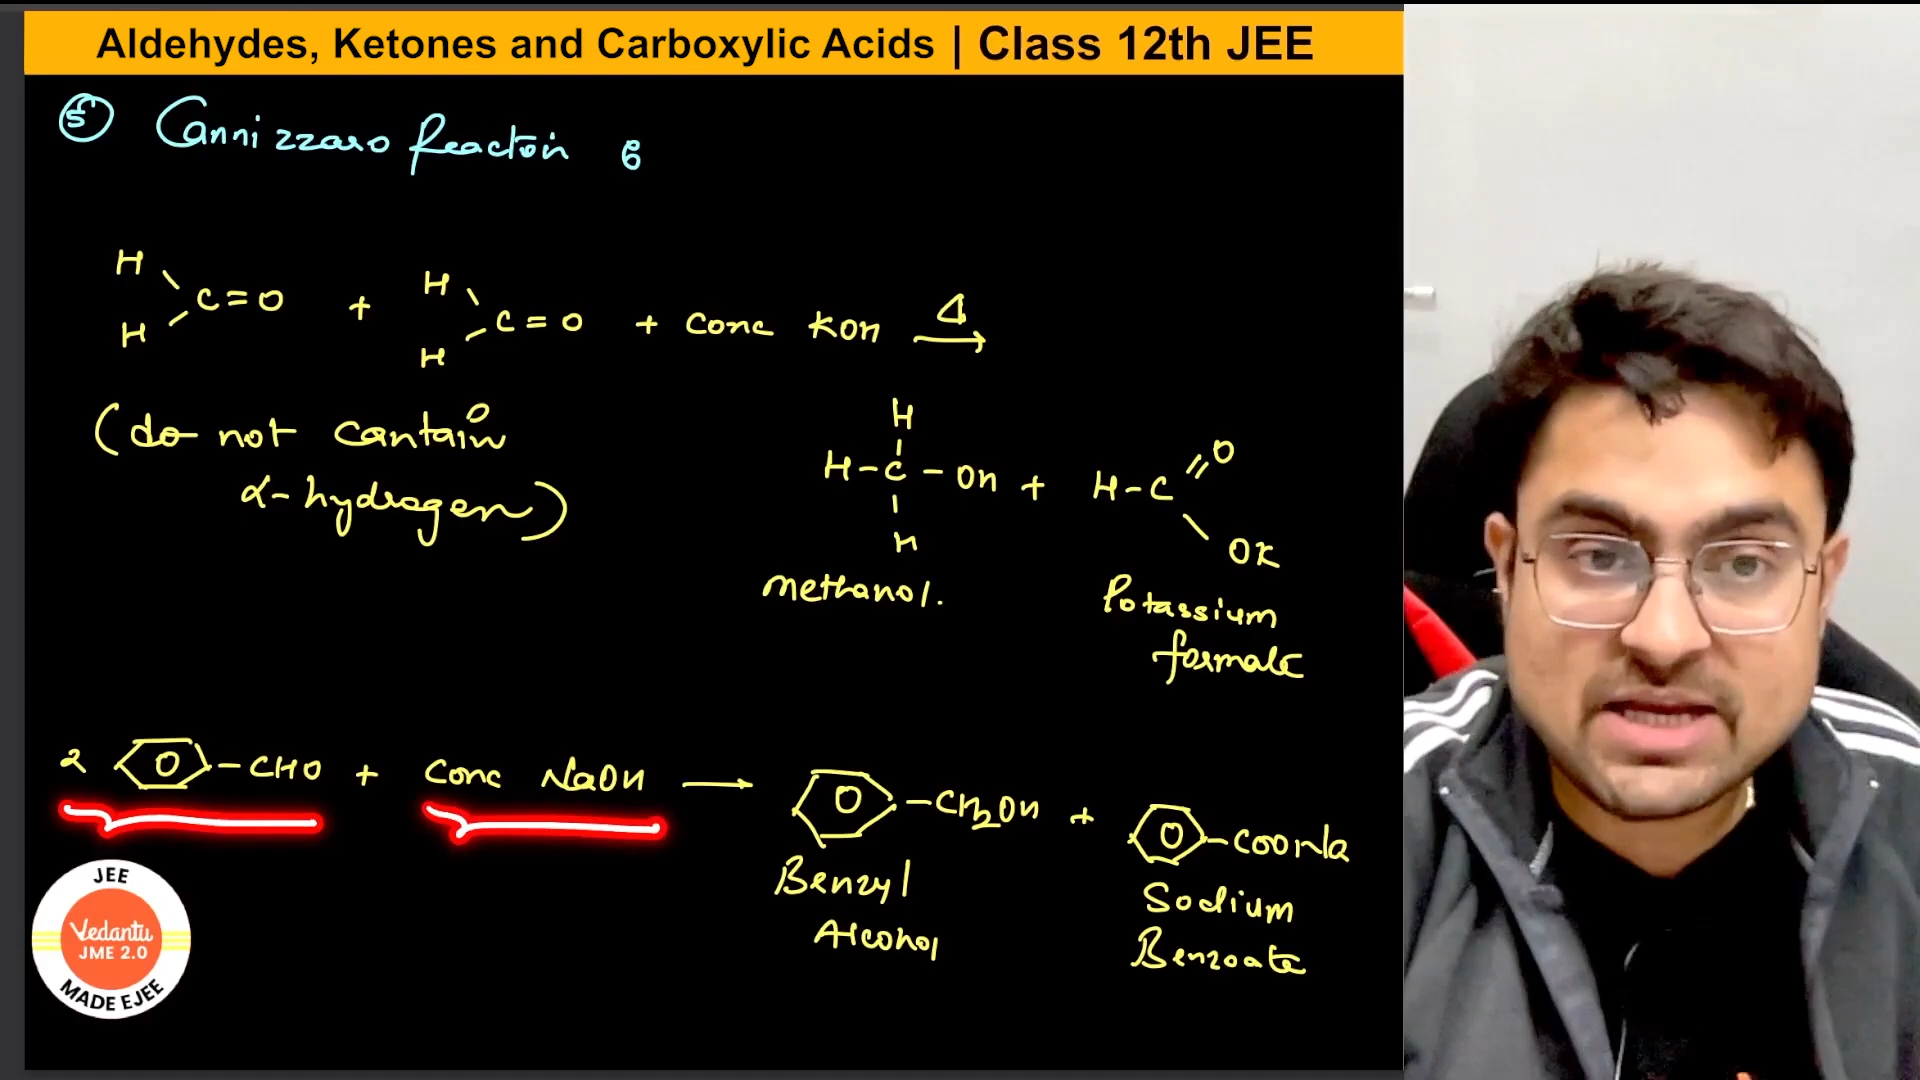 Aldehydes, Ketones and Carboxylic Acids | Class 12th JEE
⑤ Cannizzaro Reaction :
H H C=O + H H C=O + Conc KOH Δ →
(do not contain
α-hydrogen)
H
H-C-OH + H-C=O
H OK
Methanol. Potassium
formate
2 -CHO + Conc NaOH → -CH2OH + -COONa
Benzyl Sodium
Alcohol Benzoate
JEE
Vedantu
JME 2.0
MADE EJEE